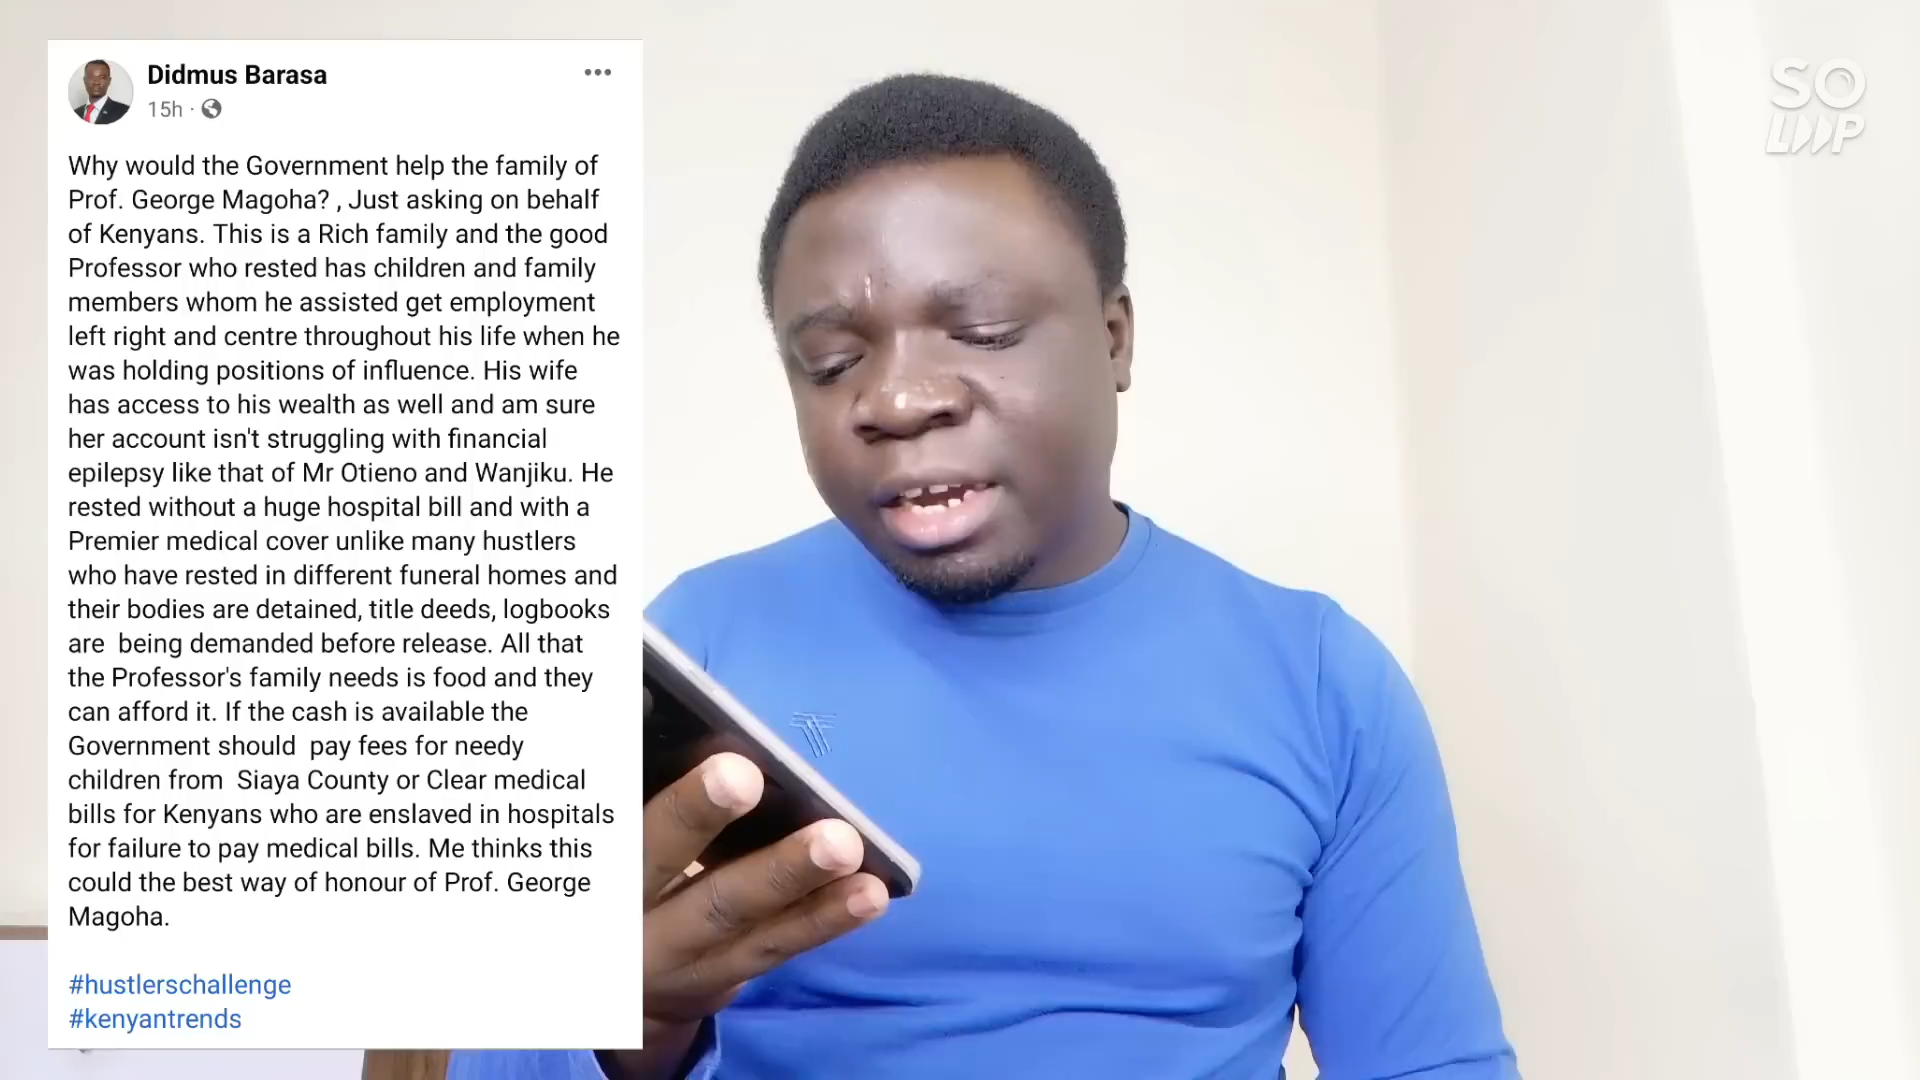 Didmus Barasa
15h ·
Why would the Government help the family of
Prof. George Magoha? , Just asking on behalf
of Kenyans. This is a Rich family and the good
Professor who rested has children and family
members whom he assisted get employment
left right and centre throughout his life when he
was holding positions of influence. His wife
has access to his wealth as well and am sure
her account isn't struggling with financial
epilepsy like that of Mr Otieno and Wanjiku. He
rested without a huge hospital bill and with a
Premier medical cover unlike many hustlers
who have rested in different funeral homes and
their bodies are detained, title deeds, logbooks
are  being demanded before release. All that
the Professor's family needs is food and they
can afford it. If the cash is available the
Government should  pay fees for needy
children from  Siaya County or Clear medical
bills for Kenyans who are enslaved in hospitals
for failure to pay medical bills. Me thinks this
could the best way of honour of Prof. George
Magoha.
#hustlerschallenge
#kenyantrends
SO
LOOP